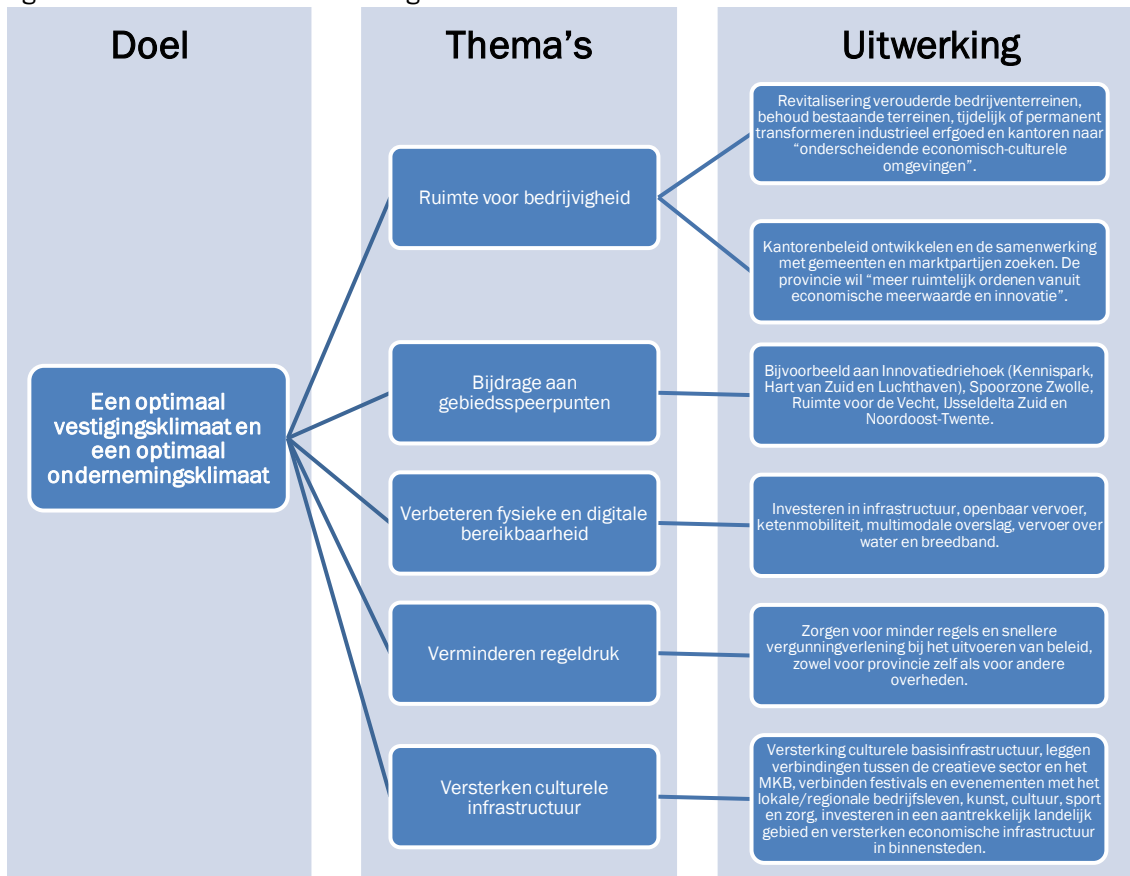 Doel
Thema's
Uitwerking
Een optimaal
vestigingsklimaat en
een optimaal
ondernemingsklimaat
Ruimte voor bedrijvigheid
Revitalisering verouderde bedrijventerreinen,
behoud bestaande terreinen, tijdelijk of permanent
transformeren industrieel erfgoed en kantoren naar
“onderscheidende economisch-culturele
omgevingen”.
Kantorenbeleid ontwikkelen en de samenwerking
met gemeenten en marktpartijen zoeken. De
provincie wil “meer ruimtelijk ordenen vanuit
economische meerwaarde en innovatie”.
Bijdrage aan
gebiedsspeerpunten
Bijvoorbeeld aan Innovatiedriehoek (Kennispark,
Hart van Zuid en Luchthaven), Spoorzone Zwolle,
Ruimte voor de Vecht, IJsseldelta Zuid en
Noordoost-Twente.
Verbeteren fysieke en digitale
bereikbaarheid
Investeren in infrastructuur, openbaar vervoer,
ketenmobiliteit, multimodale overslag, vervoer over
water en breedband.
Verminderen regeldruk
Zorgen voor minder regels en snellere
vergunningverlening bij het uitvoeren van beleid,
zowel voor provincie zelf als voor andere
overheden.
Versterken culturele
infrastructuur
Versterking culturele basisinfrastructuur, leggen
verbindingen tussen de creatieve sector en het
MKB, verbinden festivals en evenementen met het
lokale/regionale bedrijfsleven, kunst, cultuur, sport
en zorg, investeren in een aantrekkelijk landelijk
gebied en versterken economische infrastructuur
in binnensteden.